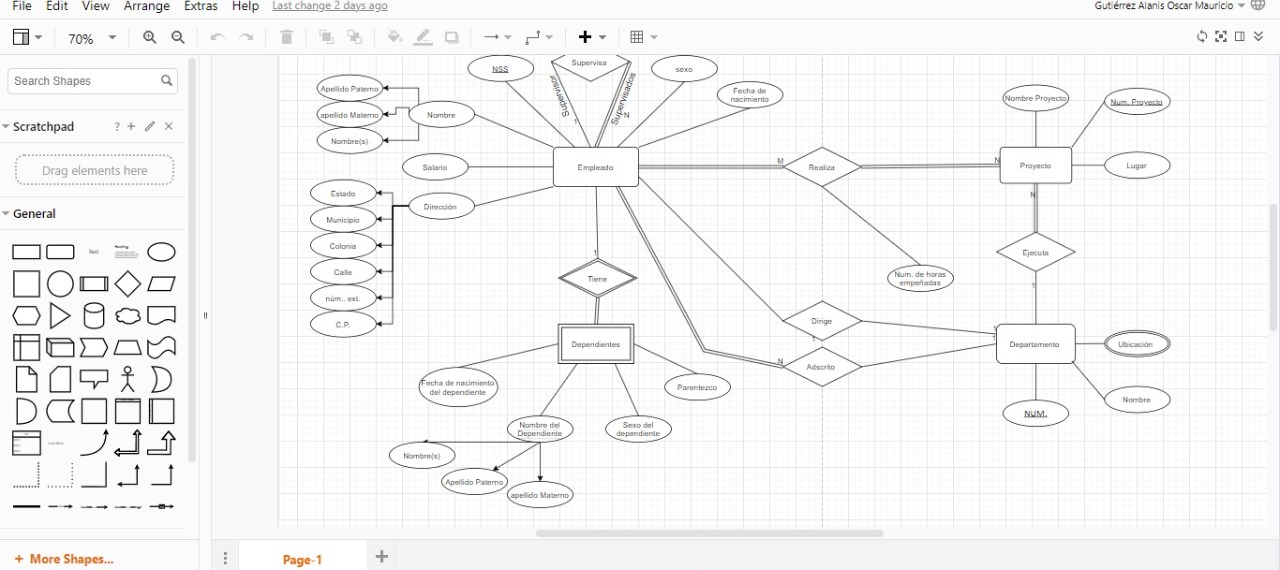 File Edit View Arrange Extras Help Last change 2 days ago
Gutiérrez Alanis Oscar Mauricio
70%
Search Shapes
Scratchpad
?
Drag elements here
General
Text
Heading
More Shapes...
Page-1
Supervisa
Supervisor
Supervisados
1
N
NSS
sexo
Fecha de
nacimiento
Apellido Paterno
apellido Materno
Nombre(s)
Nombre
Salario
Empleado
M
Realiza
N
Proyecto
Nombre Proyecto
Num. Proyecto
Lugar
Dirección
Estado
Municipio
Colonia
Calle
núm.. ext.
C.P.
N
Ejecuta
1
Num. de horas
empeñadas
1
Tiene
Dirige
1
1
1
Departamento
Ubicación
Dependientes
N
Adscrito
Nombre
NUM.
Fecha de nacimiento
del dependiente
Parentezco
Nombre del
Dependiente
Sexo del
dependiente
Nombre(s)
Apellido Paterno
apellido Materno